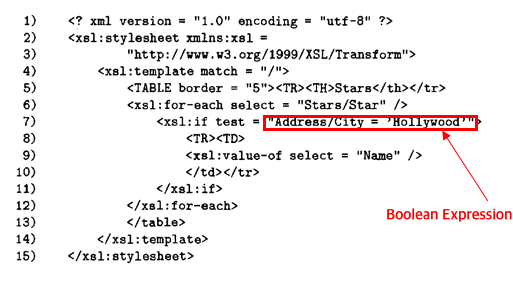 1) <? xml version = "1.0" encoding = "utf-8" ?>
2) <xsl:stylesheet xmlns:xsl =
3) "http://www.w3.org/1999/XSL/Transform">
4) <xsl:template match = "/">
5) <TABLE border = "5"><TR><TH>Stars</th></tr>
6) <xsl:for-each select = "Stars/Star" />
7) <xsl:if test = "Address/City = 'Hollywood'">
8) <TR><TD>
9) <xsl:value-of select = "Name" />
10) </td></tr>
11) </xsl:if>
12) </xsl:for-each>
Boolean Expression
13) </table>
14) </xsl:template>
15) </xsl:stylesheet>